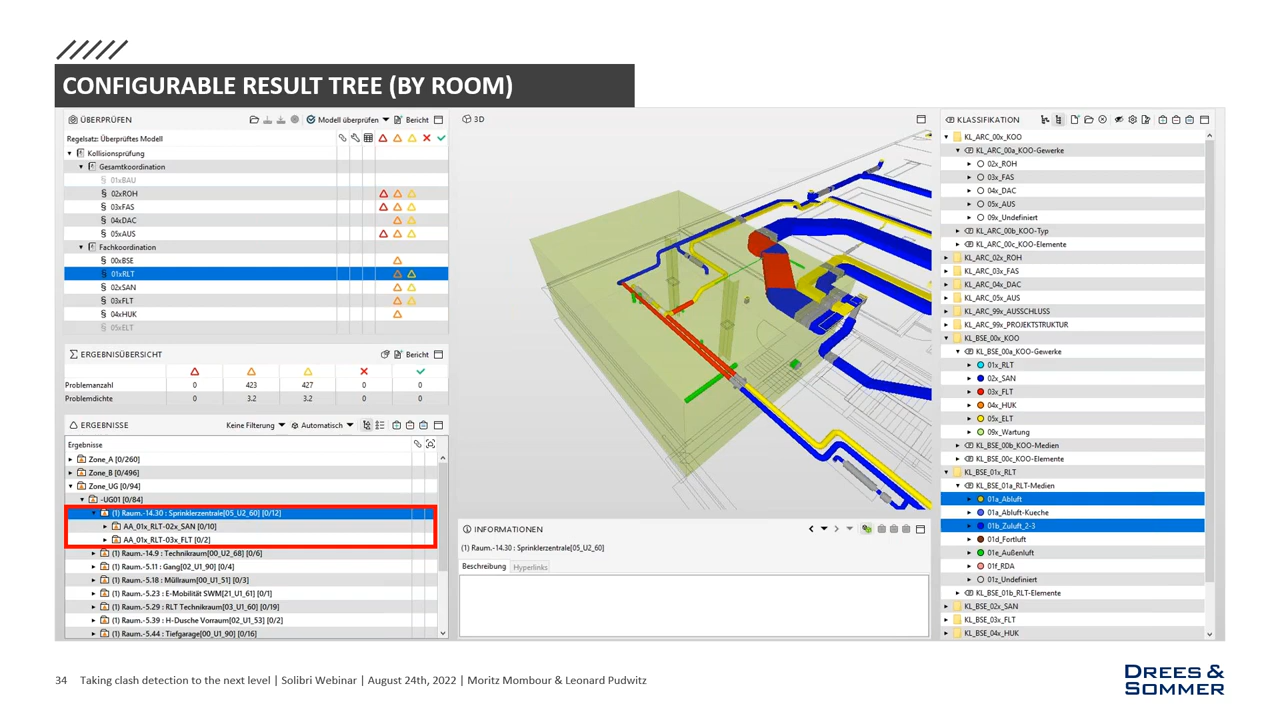 CONFIGURABLE RESULT TREE (BY ROOM)
ÜBERPRÜFEN
Modell überprüfen
Bericht
Regelsatz: Überprüftes Modell
Kollisionsprüfung
Gesamtkoordination
§ 01xBAU
§ 02xROH
§ 03xFAS
§ 04xDAC
§ 05xAUS
Fachkoordination
§ 00xBSE
§ 01xRLT
§ 02xSAN
§ 03xFLT
§ 04xHUK
§ 05xELT
ERGEBNISÜBERSICHT
Bericht
Problemanzahl 0 423 427 0 0
Problemdichte 0 3.2 3.2 0 0
ERGEBNISSE
Keine Filterung
Automatisch
Ergebnisse
Zone_A [0/260]
Zone_B [0/496]
Zone_UG [0/94]
-UG01 [0/84]
(1) Raum.-14.30 : Sprinklerzentrale[05_U2_60] [0/12]
AA_01x_RLT-02x_SAN [0/10]
AA_01x_RLT-03x_FLT [0/2]
(1) Raum.-14.9 : Technikraum[00_U2_68] [0/6]
(1) Raum.-5.11 : Gang[02_U1_90] [0/4]
(1) Raum.-5.18 : Müllraum[00_U1_51] [0/3]
(1) Raum.-5.23 : E-Mobilität SWM[21_U1_61] [0/1]
(1) Raum.-5.29 : RLT Technikraum[03_U1_60] [0/19]
(1) Raum.-5.39 : H-Dusche Vorraum[02_U1_53] [0/2]
(1) Raum.-5.44 : Tiefgarage[00_U1_90] [0/16]
3D
INFORMATIONEN
(1) Raum.-14.30 : Sprinklerzentrale[05_U2_60]
Beschreibung
Hyperlinks
KLASSIFIKATION
KL_ARC_00x_KOO
KL_ARC_00a_KOO-Gewerke
02x_ROH
03x_FAS
04x_DAC
05x_AUS
09x_Undefiniert
KL_ARC_00b_KOO-Typ
KL_ARC_00c_KOO-Elemente
KL_ARC_02x_ROH
KL_ARC_03x_FAS
KL_ARC_04x_DAC
KL_ARC_05x_AUS
KL_ARC_99x_AUSSCHLUSS
KL_ARC_99x_PROJEKTSTRUKTUR
KL_BSE_00x_KOO
KL_BSE_00a_KOO-Gewerke
01x_RLT
02x_SAN
03x_FLT
04x_HUK
05x_ELT
09x_Wartung
KL_BSE_00b_KOO-Medien
KL_BSE_00c_KOO-Elemente
KL_BSE_01x_RLT
KL_BSE_01a_RLT-Medien
01a_Abluft
01a_Abluft-Kueche
01b_Zuluft_2-3
01d_Fortluft
01e_Außenluft
01f_RDA
01z_Undefiniert
KL_BSE_01b_RLT-Elemente
KL_BSE_02x_SAN
KL_BSE_03x_FLT
KL_BSE_04x_HUK
34 Taking clash detection to the next level | Solibri Webinar | August 24th, 2022 | Moritz Mombour & Leonard Pudwitz
DREES &
SOMMER